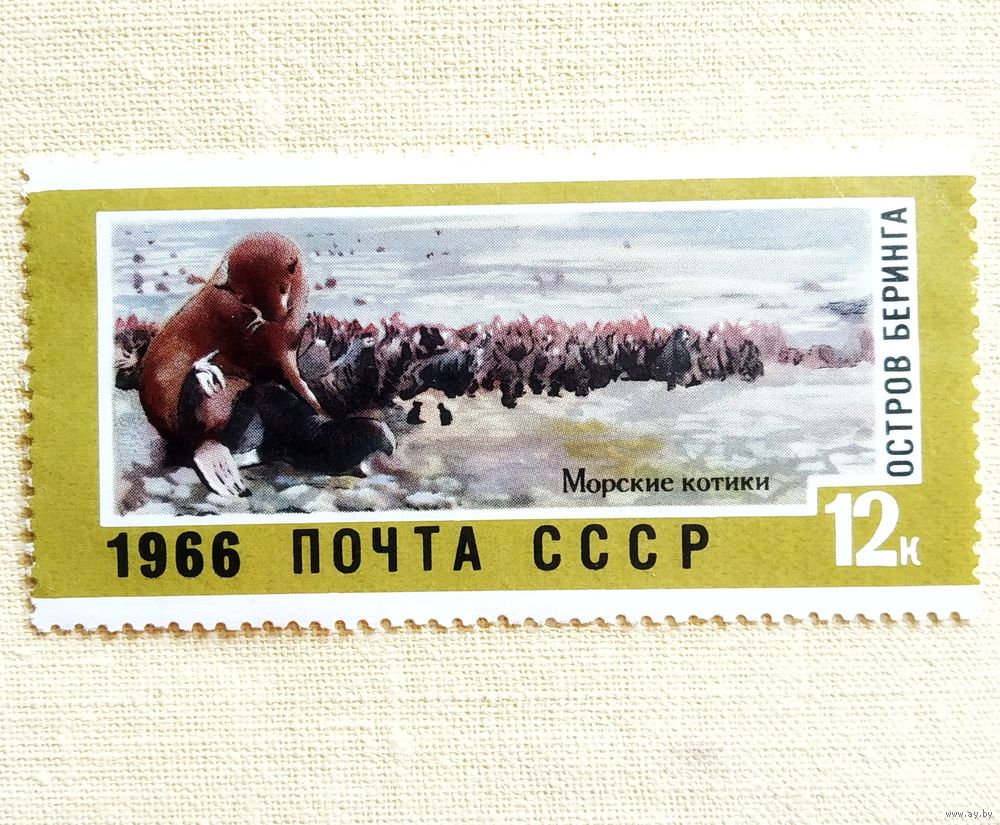 ОСТРОВ БЕРИНГА
Морские котики
12к
1966 ПОЧТА СССР
www.ay.by